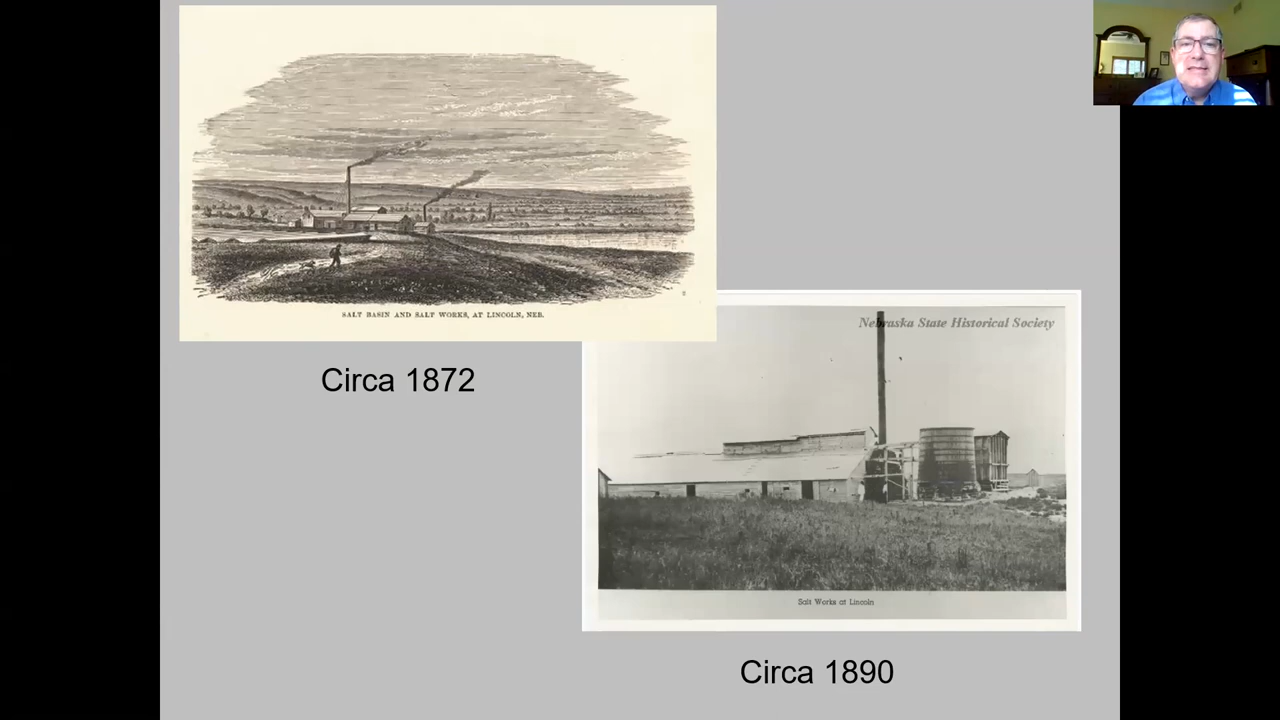 SALT BASIN AND SALT WORKS, AT LINCOLN, NEB.
Circa 1872
Nebraska State Historical Society
Salt Works at Lincoln
Circa 1890